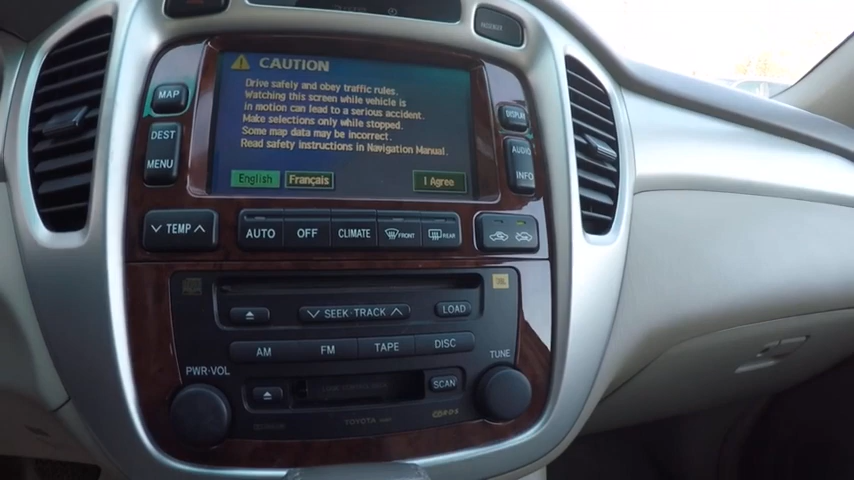 CAUTION
Drive safely and obey traffic rules.
Watching this screen while vehicle is
in motion can lead to a serious accident.
Make selections only while stopped.
Some map data may be incorrect.
Read safety instructions in Navigation Manual.
English Français I Agree
MAP
DEST
MENU
DISPLAY
AUDIO
INFO
TEMP
AUTO OFF CLIMATE FRONT REAR
JBL
SEEK·TRACK LOAD
AM FM TAPE DISC
PWR·VOL TUNE
SCAN
TOYOTA